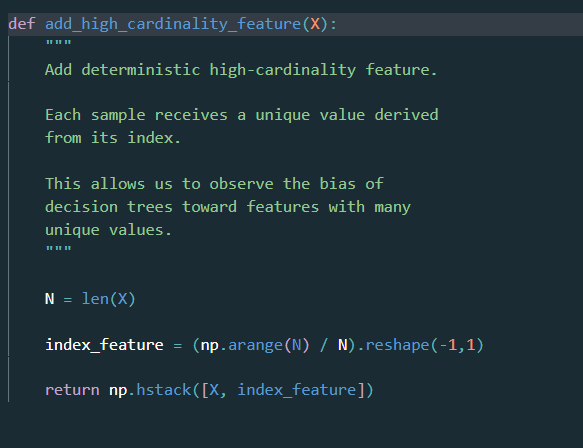 def add_high_cardinality_feature(X):
    """
    Add deterministic high-cardinality feature.

    Each sample receives a unique value derived
    from its index.

    This allows us to observe the bias of
    decision trees toward features with many
    unique values.
    """

    N = len(X)

    index_feature = (np.arange(N) / N).reshape(-1,1)

    return np.hstack([X, index_feature])